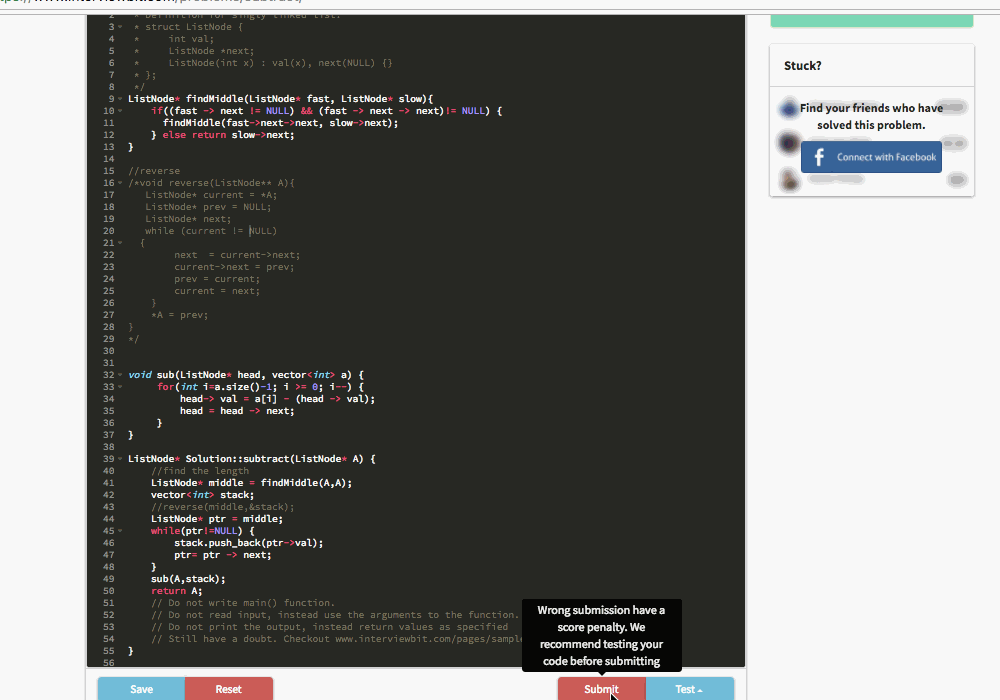 3 * struct ListNode {
4 * int val;
5 * ListNode *next;
6 * ListNode(int x) : val(x), next(NULL) {}
7 * };
8 */
9 ListNode* findMiddle(ListNode* fast, ListNode* slow){
10 if((fast -> next != NULL) && (fast -> next -> next)!= NULL) {
11 findMiddle(fast->next->next, slow->next);
12 } else return slow->next;
13 }
14
15 //reverse
16 /*void reverse(ListNode** A){
17 ListNode* current = *A;
18 ListNode* prev = NULL;
19 ListNode* next;
20 while (current != NULL)
21 {
22 next  = current->next;
23 current->next = prev;
24 prev = current;
25 current = next;
26 }
27 *A = prev;
28 }
29 */
30
31
32 void sub(ListNode* head, vector<int> a) {
33 for(int i=a.size()-1; i >= 0; i--) {
34 head-> val = a[i] - (head -> val);
35 head = head -> next;
36 }
37 }
38
39 ListNode* Solution::subtract(ListNode* A) {
40 //find the length
41 ListNode* middle = findMiddle(A,A);
42 vector<int> stack;
43 //reverse(middle,&stack);
44 ListNode* ptr = middle;
45 while(ptr!=NULL) {
46 stack.push_back(ptr->val);
47 ptr= ptr -> next;
48 }
49 sub(A,stack);
50 return A;
51 // Do not write main() function.
52 // Do not read input, instead use the arguments to the function.
53 // Do not print the output, instead return values as specified
54 // Still have a doubt. Checkout www.interviewbit.com/pages/sampl
55 }
56
Stuck?
Find your friends who have
solved this problem.
f Connect with Facebook
Wrong submission have a
score penalty. We
recommend testing your
code before submitting
Save
Reset
Submit
Test